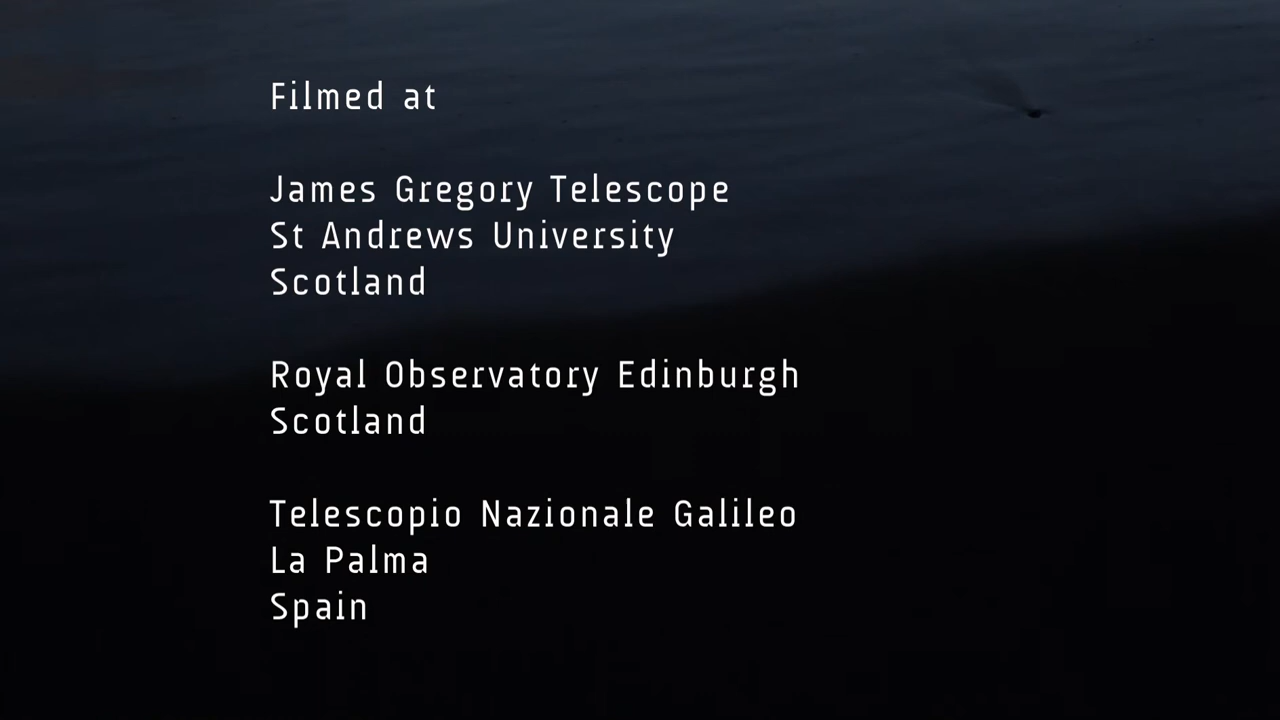 Filmed at
James Gregory Telescope
St Andrews University
Scotland
Royal Observatory Edinburgh
Scotland
Telescopio Nazionale Galileo
La Palma
Spain